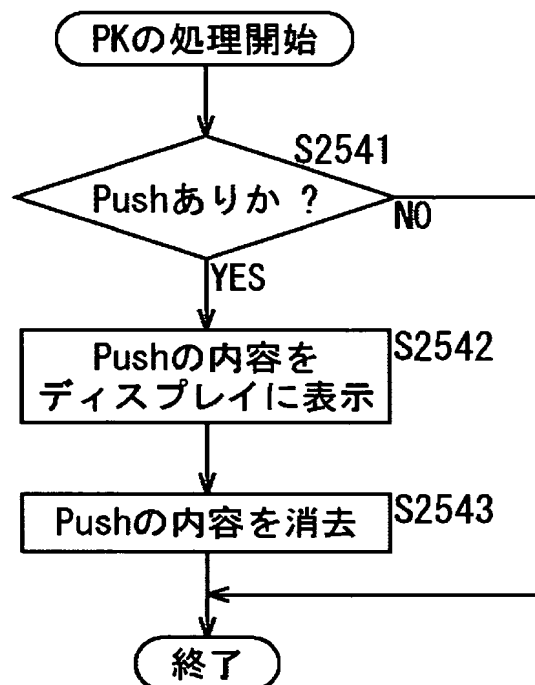 PKの処理開始
S2541
Pushありか ?
NO
YES
Pushの内容を
ディスプレイに表示
S2542
Pushの内容を消去
S2543
終了